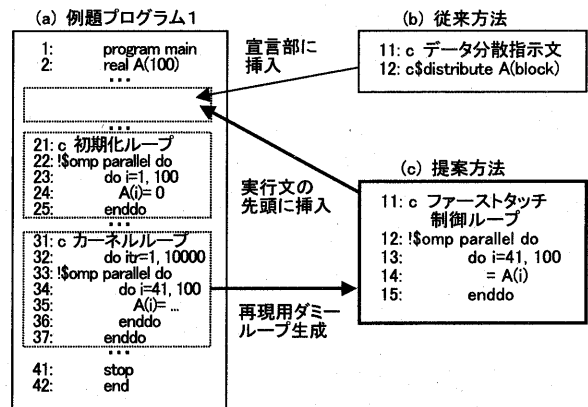 (a) 例題プログラム1
1: program main
2: real A(100)
...
...
21: c 初期化ループ
22: !$omp parallel do
23: do i=1, 100
24: A(i)= 0
25: enddo
...
31: c カーネルループ
32: do itr=1, 10000
33: !$omp parallel do
34: do i=41, 100
35: A(i)= ...
36: enddo
37: enddo
...
41: stop
42: end
宣言部に
挿入
実行文の
先頭に挿入
再現用ダミー
ループ生成
(b) 従来方法
11: c データ分散指示文
12: c$distribute A(block)
(c) 提案方法
11: c ファーストタッチ
制御ループ
12: !$omp parallel do
13: do i=41, 100
14: = A(i)
15: enddo